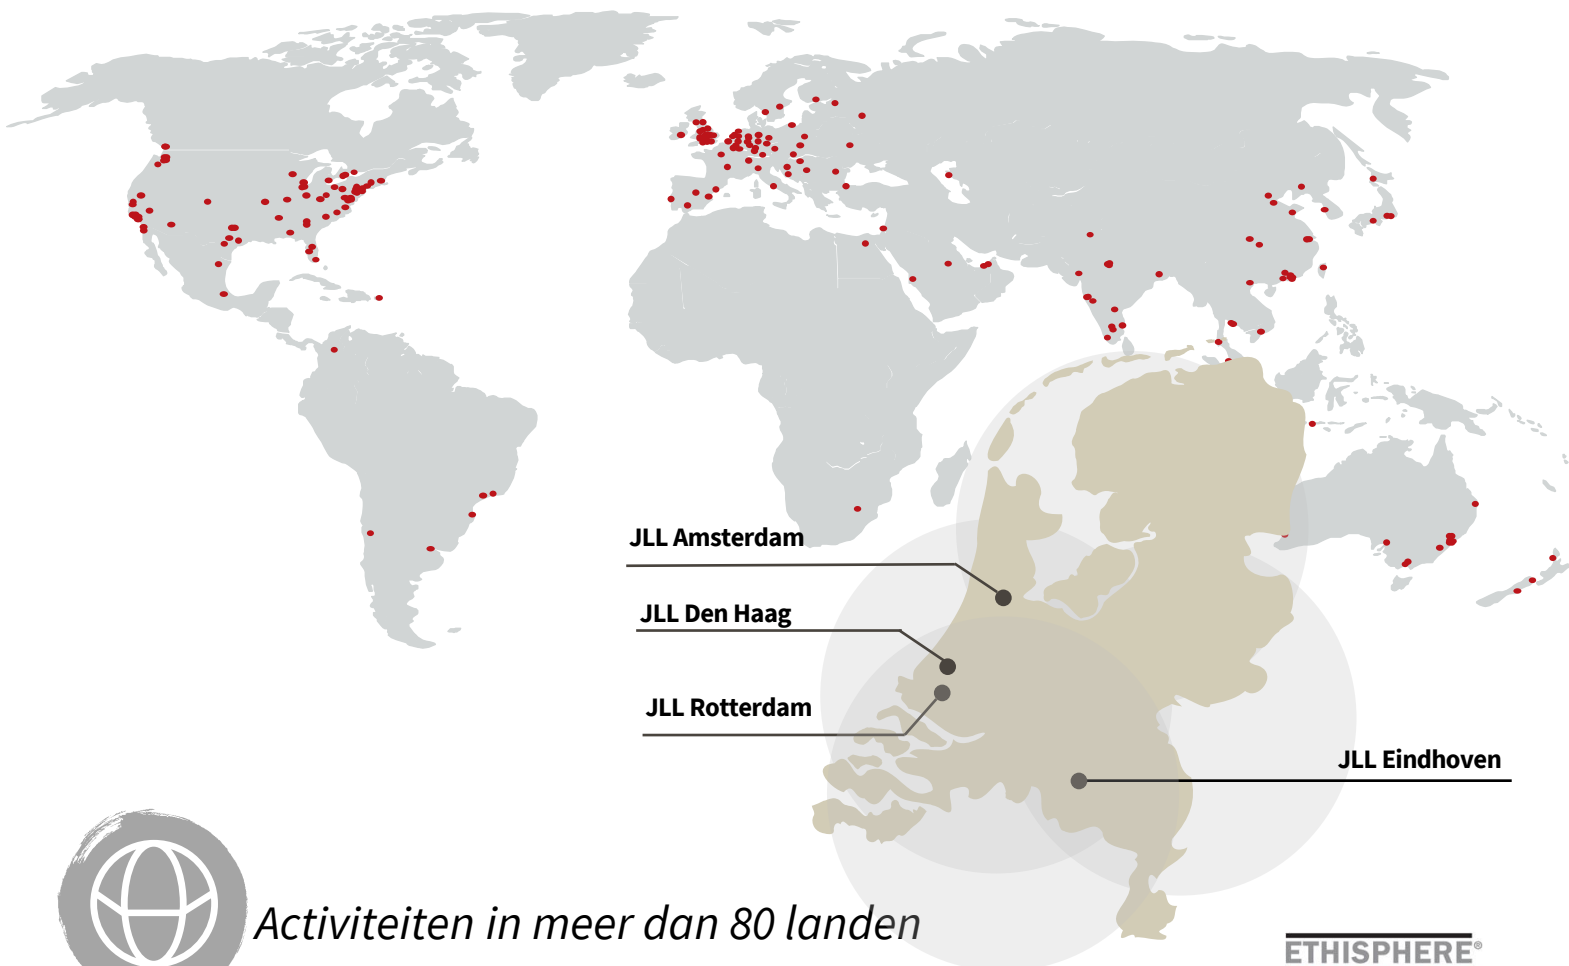 JLL Amsterdam
JLL Den Haag
JLL Rotterdam
JLL Eindhoven
Activiteiten in meer dan 80 landen
ETHISPHERE®